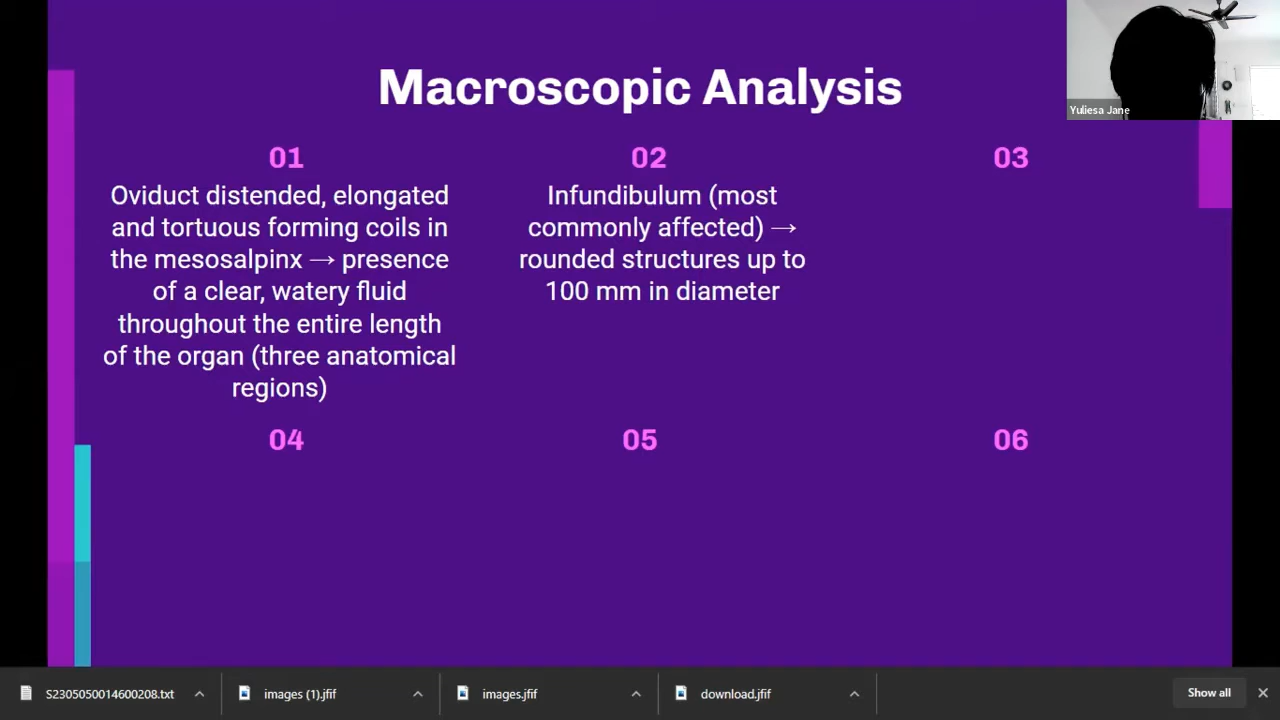 Macroscopic Analysis
Yuliesa Jane
01
Oviduct distended, elongated
and tortuous forming coils in
the mesosalpinx → presence
of a clear, watery fluid
throughout the entire length
of the organ (three anatomical
regions)
02
Infundibulum (most
commonly affected) →
rounded structures up to
100 mm in diameter
03
04
05
06
S2305050014600208.txt
images (1).jfif
images.jfif
download.jfif
Show all